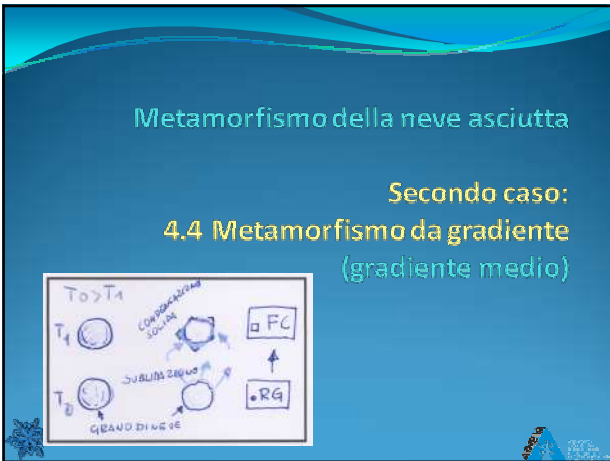 Metamorfismo della neve asciutta
Secondo caso:
4.4 Metamorfismo da gradiente
(gradiente medio)
T0>T1
CONDENSAZIONE
SOLIDA
T1
FC
SUBLIMAZIONE
T0
RG
GRANO DI NEVE